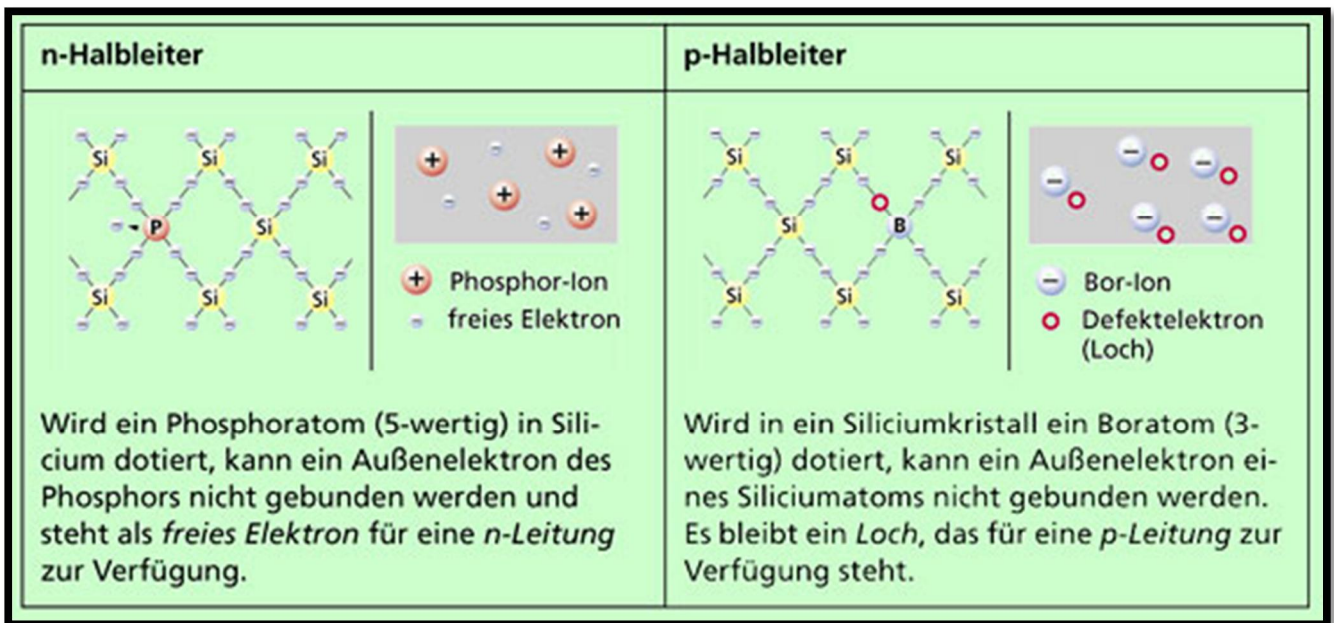 n-Halbleiter
Si Si Si
P Si
Si Si Si
+ +
+ +
+ Phosphor-Ion
- freies Elektron
Wird ein Phosphoratom (5-wertig) in Sili-
cium dotiert, kann ein Außenelektron des
Phosphors nicht gebunden werden und
steht als freies Elektron für eine n-Leitung
zur Verfügung.
p-Halbleiter
Si Si Si
Si B
Si Si Si
− − −
− −
− Bor-Ion
Defektelektron
(Loch)
Wird in ein Siliciumkristall ein Boratom (3-
wertig) dotiert, kann ein Außenelektron ei-
nes Siliciumatoms nicht gebunden werden.
Es bleibt ein Loch, das für eine p-Leitung zur
Verfügung steht.